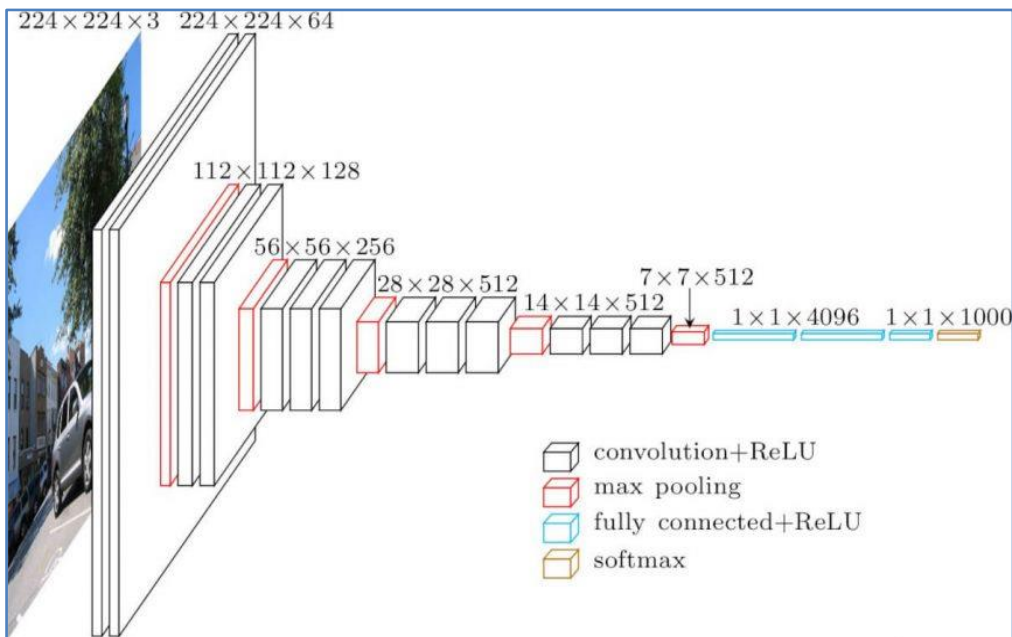 224×224×3
224×224×64
112×112×128
56×56×256
28×28×512
14×14×512
7×7×512
1×1×4096
1×1×1000
convolution+ReLU
max pooling
fully connected+ReLU
softmax